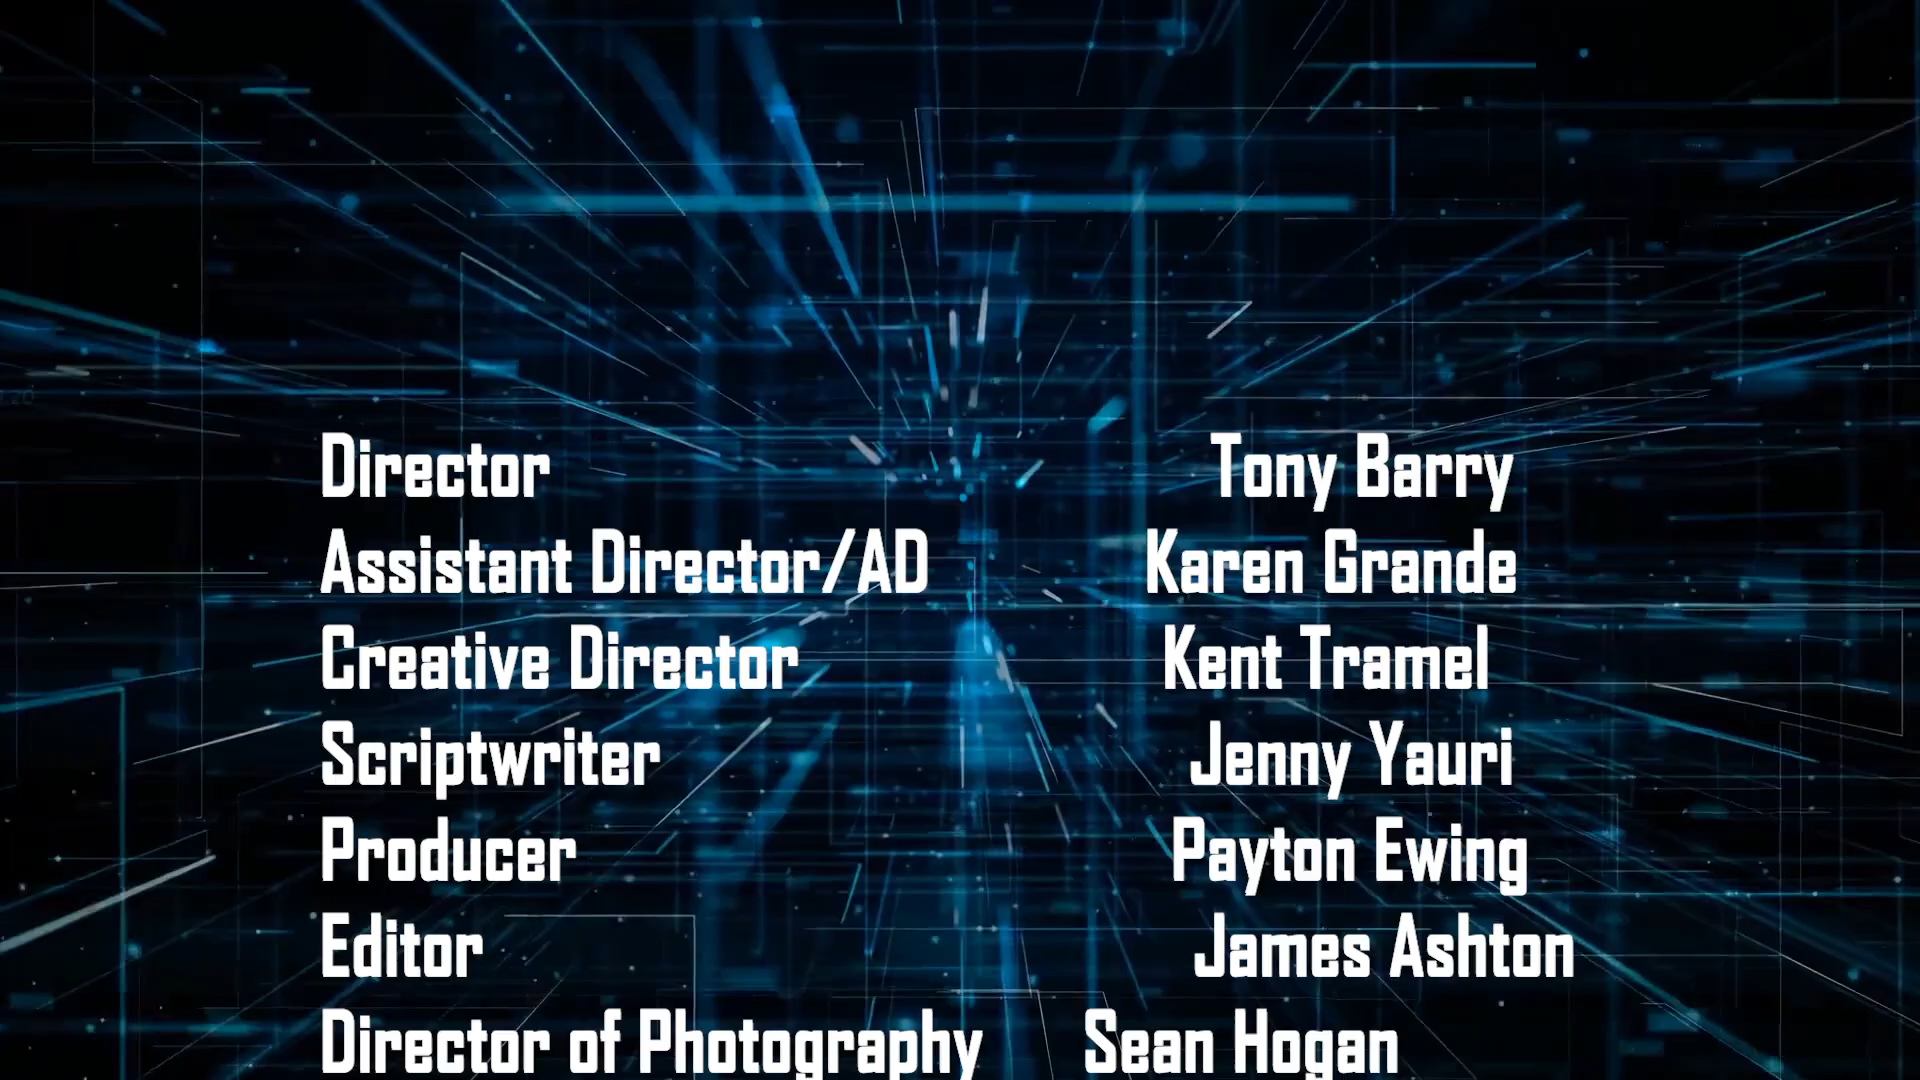 Director Tony Barry
Assistant Director/AD Karen Grande
Creative Director Kent Tramel
Scriptwriter Jenny Yauri
Producer Payton Ewing
Editor James Ashton
Director of Photography Sean Hogan